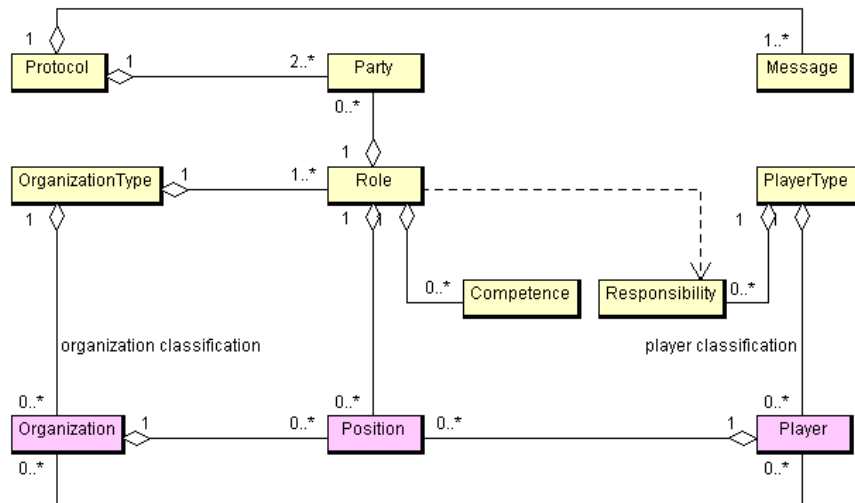 1
1..*
Protocol
1
2..*
Party
Message
0..*
1
OrganizationType
1
1..*
Role
PlayerType
1
1
1
1
1
0..*
Competence
Responsibility
0..*
organization classification
player classification
0..*
0..*
0..*
Organization
1
0..*
Position
0..*
1
Player
0..*
0..*